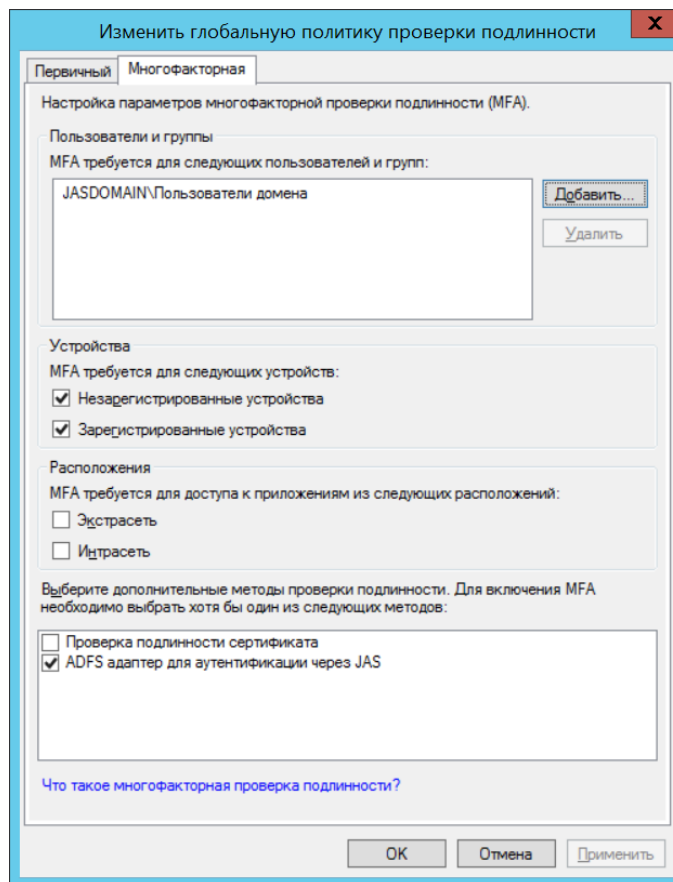 Изменить глобальную политику проверки подлинности
X
Первичный Многофакторная
Настройка параметров многофакторной проверки подлинности (MFA).
Пользователи и группы
MFA требуется для следующих пользователей и групп:
JASDOMAIN\Пользователи домена
Добавить...
Удалить
Устройства
MFA требуется для следующих устройств:
Незарегистрированные устройства
Зарегистрированные устройства
Расположения
MFA требуется для доступа к приложениям из следующих расположений:
Экстрасеть
Интрасеть
Выберите дополнительные методы проверки подлинности. Для включения MFA
необходимо выбрать хотя бы один из следующих методов:
Проверка подлинности сертификата
ADFS адаптер для аутентификации через JAS
Что такое многофакторная проверка подлинности?
OK Отмена Применить